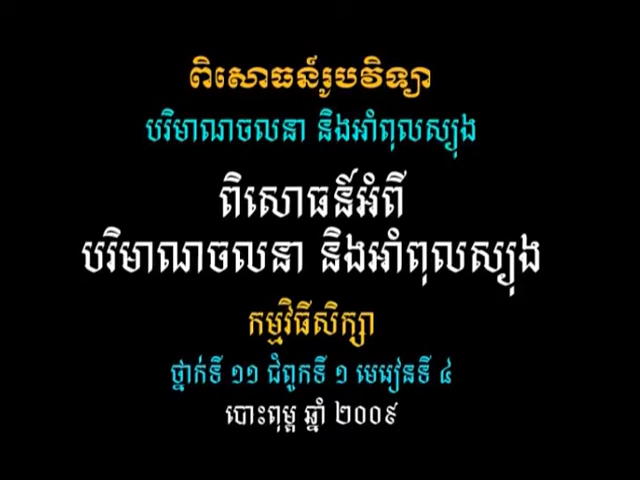 ពិសោធន៍រូបវិទ្យា
បរិមាណចលនា និងអាំពុលស្យុង
ពិសោធន៍អំពី
បរិមាណចលនា និងអាំពុលស្យុង
កម្មវិធីសិក្សា
ថ្នាក់ទី ១១ ជំពូកទី ១ មេរៀនទី ៤
បោះពុម្ព ឆ្នាំ ២០០៩